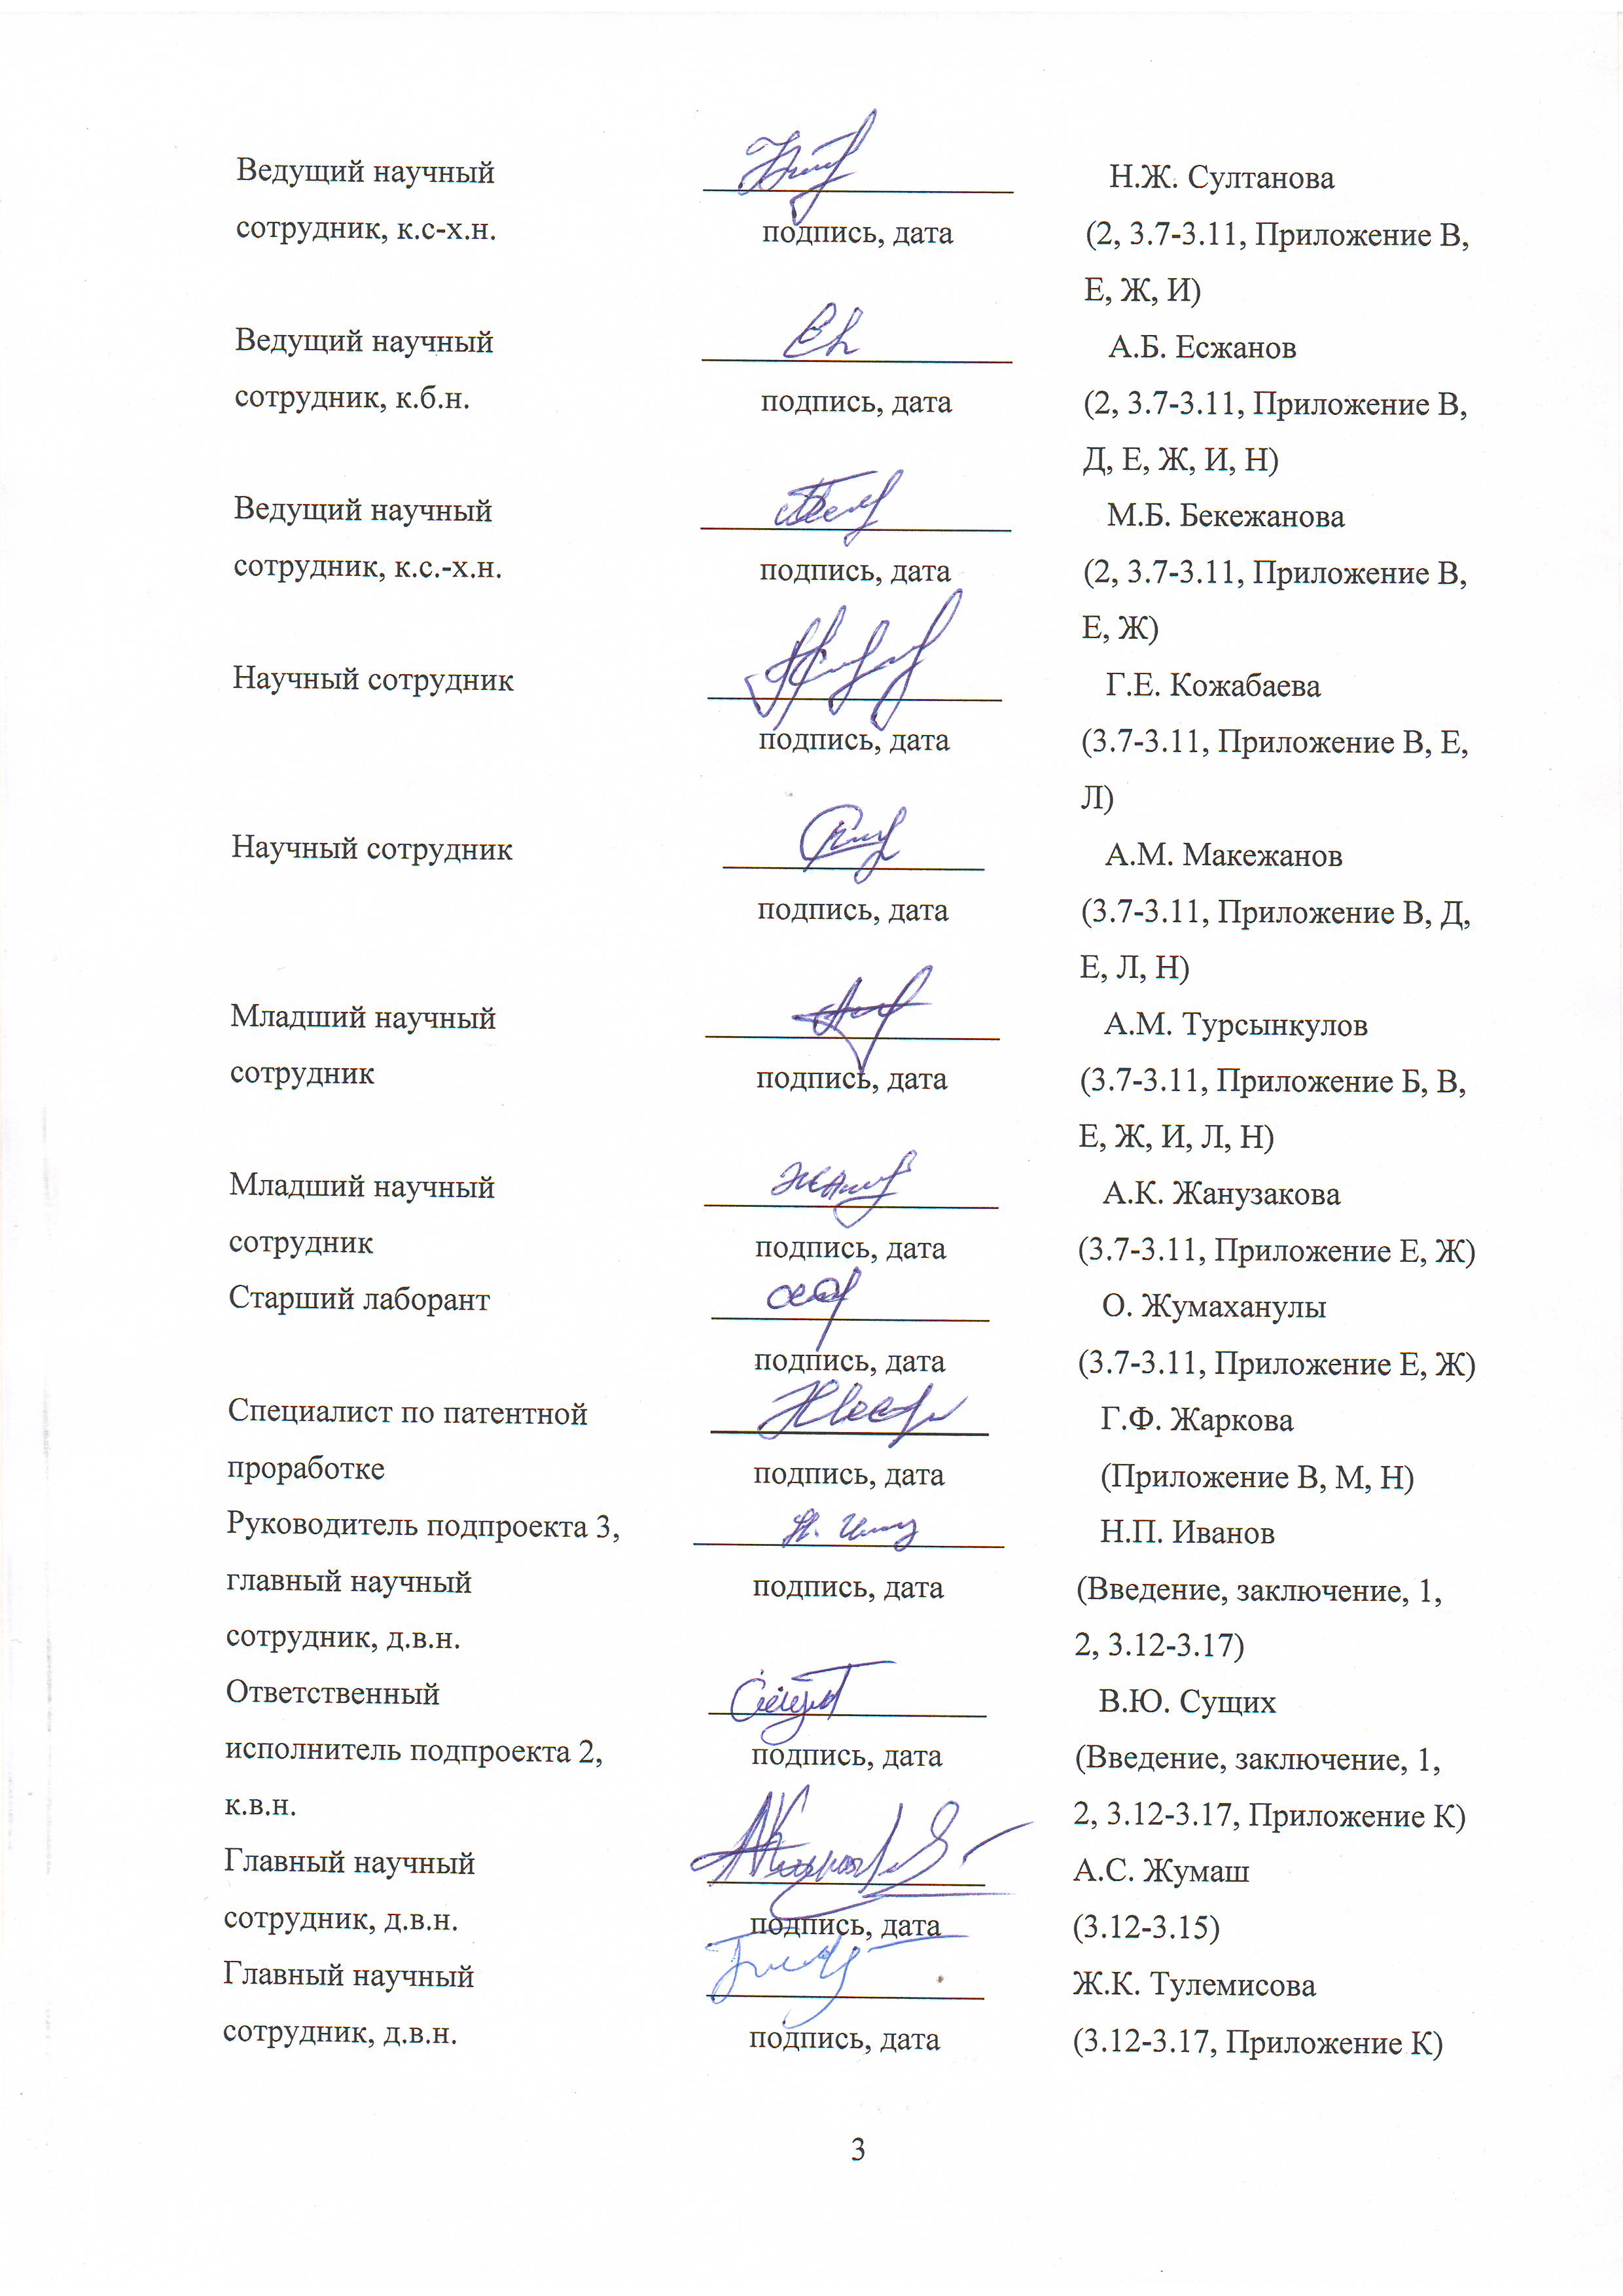 Ведущий научный Н.Ж. Султанова
сотрудник, к.с-х.н. подпись, дата (2, 3.7-3.11, Приложение В,
Е, Ж, И)
Ведущий научный А.Б. Есжанов
сотрудник, к.б.н. подпись, дата (2, 3.7-3.11, Приложение В,
Д, Е, Ж, И, Н)
Ведущий научный М.Б. Бекежанова
сотрудник, к.с.-х.н. подпись, дата (2, 3.7-3.11, Приложение В,
Е, Ж)
Научный сотрудник Г.Е. Кожабаева
подпись, дата (3.7-3.11, Приложение В, Е,
Л)
Научный сотрудник А.М. Макежанов
подпись, дата (3.7-3.11, Приложение В, Д,
Е, Л, Н)
Младший научный А.М. Турсынкулов
сотрудник подпись, дата (3.7-3.11, Приложение Б, В,
Е, Ж, И, Л, Н)
Младший научный А.К. Жанузакова
сотрудник подпись, дата (3.7-3.11, Приложение Е, Ж)
Старший лаборант О. Жумаханулы
подпись, дата (3.7-3.11, Приложение Е, Ж)
Специалист по патентной Г.Ф. Жаркова
проработке подпись, дата (Приложение В, М, Н)
Руководитель подпроекта 3, Н.П. Иванов
главный научный подпись, дата (Введение, заключение, 1,
сотрудник, д.в.н. 2, 3.12-3.17)
Ответственный В.Ю. Сущих
исполнитель подпроекта 2, подпись, дата (Введение, заключение, 1,
к.в.н. 2, 3.12-3.17, Приложение К)
Главный научный А.С. Жумаш
сотрудник, д.в.н. подпись, дата (3.12-3.15)
Главный научный Ж.К. Тулемисова
сотрудник, д.в.н. подпись, дата (3.12-3.17, Приложение К)
3